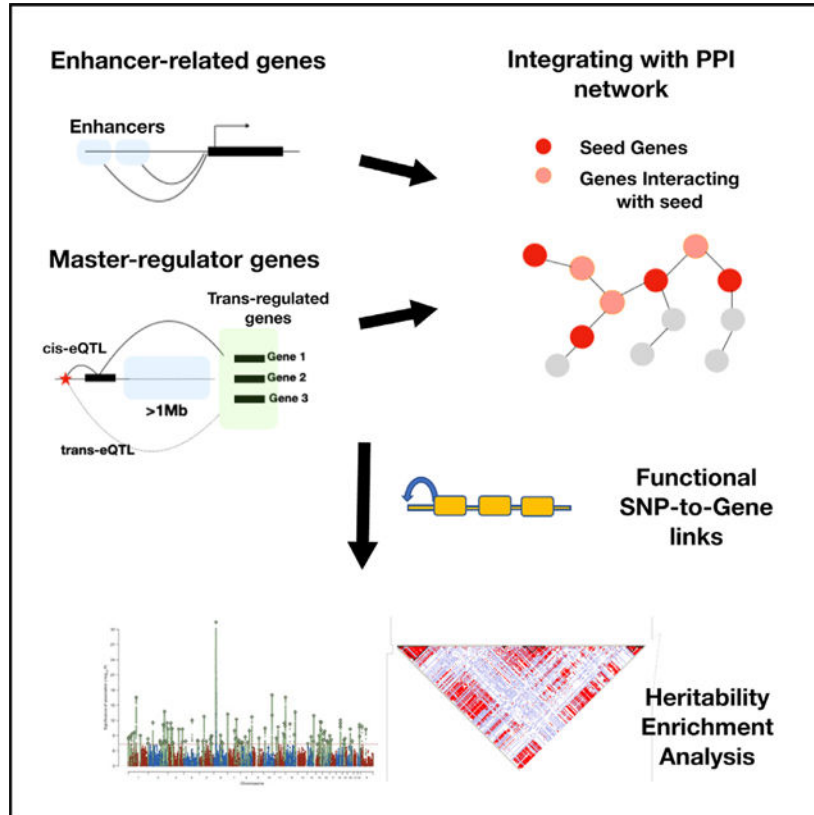 Enhancer-related genes
Enhancers
Integrating with PPI
network
Seed Genes
Genes Interacting
with seed
Master-regulator genes
Trans-regulated
genes
cis-eQTL
Gene 1
Gene 2
Gene 3
>1Mb
trans-eQTL
Functional
SNP-to-Gene
links
Heritability
Enrichment
Analysis
Chromosome